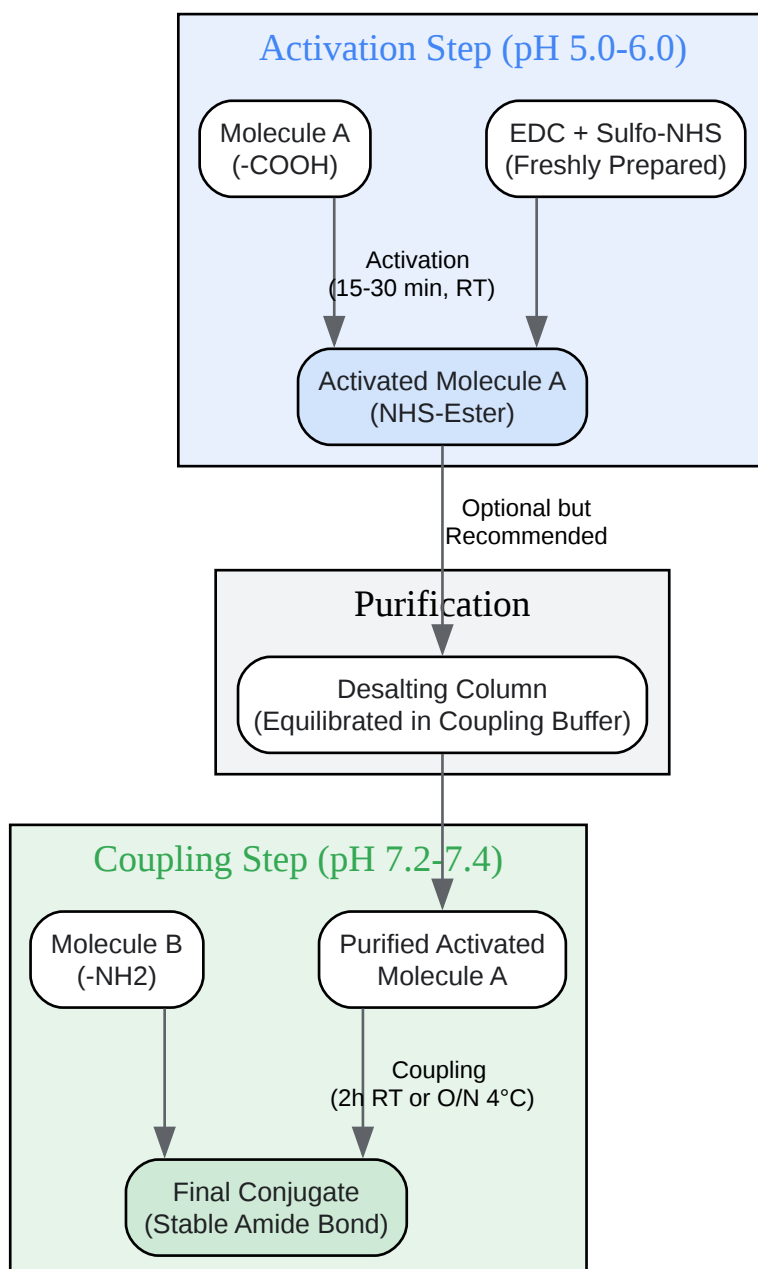 Activation Step (pH 5.0-6.0)
Molecule A
(-COOH)
EDC + Sulfo-NHS
(Freshly Prepared)
Activation
(15-30 min, RT)
Activated Molecule A
(NHS-Ester)
Optional but
Recommended
Purification
Desalting Column
(Equilibrated in Coupling Buffer)
Coupling Step (pH 7.2-7.4)
Molecule B
(-NH2)
Purified Activated
Molecule A
Coupling
(2h RT or O/N 4°C)
Final Conjugate
(Stable Amide Bond)